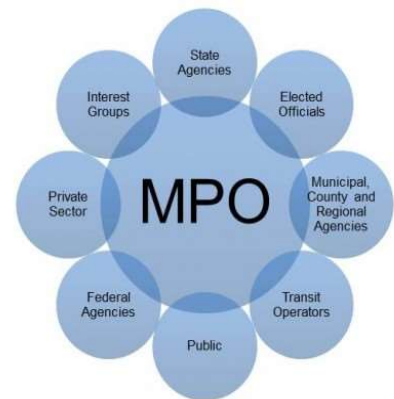 State
Agencies
Interest
Groups
Elected
Officials
Private
Sector
MPO
Municipal,
County and
Regional
Agencies
Federal
Agencies
Transit
Operators
Public